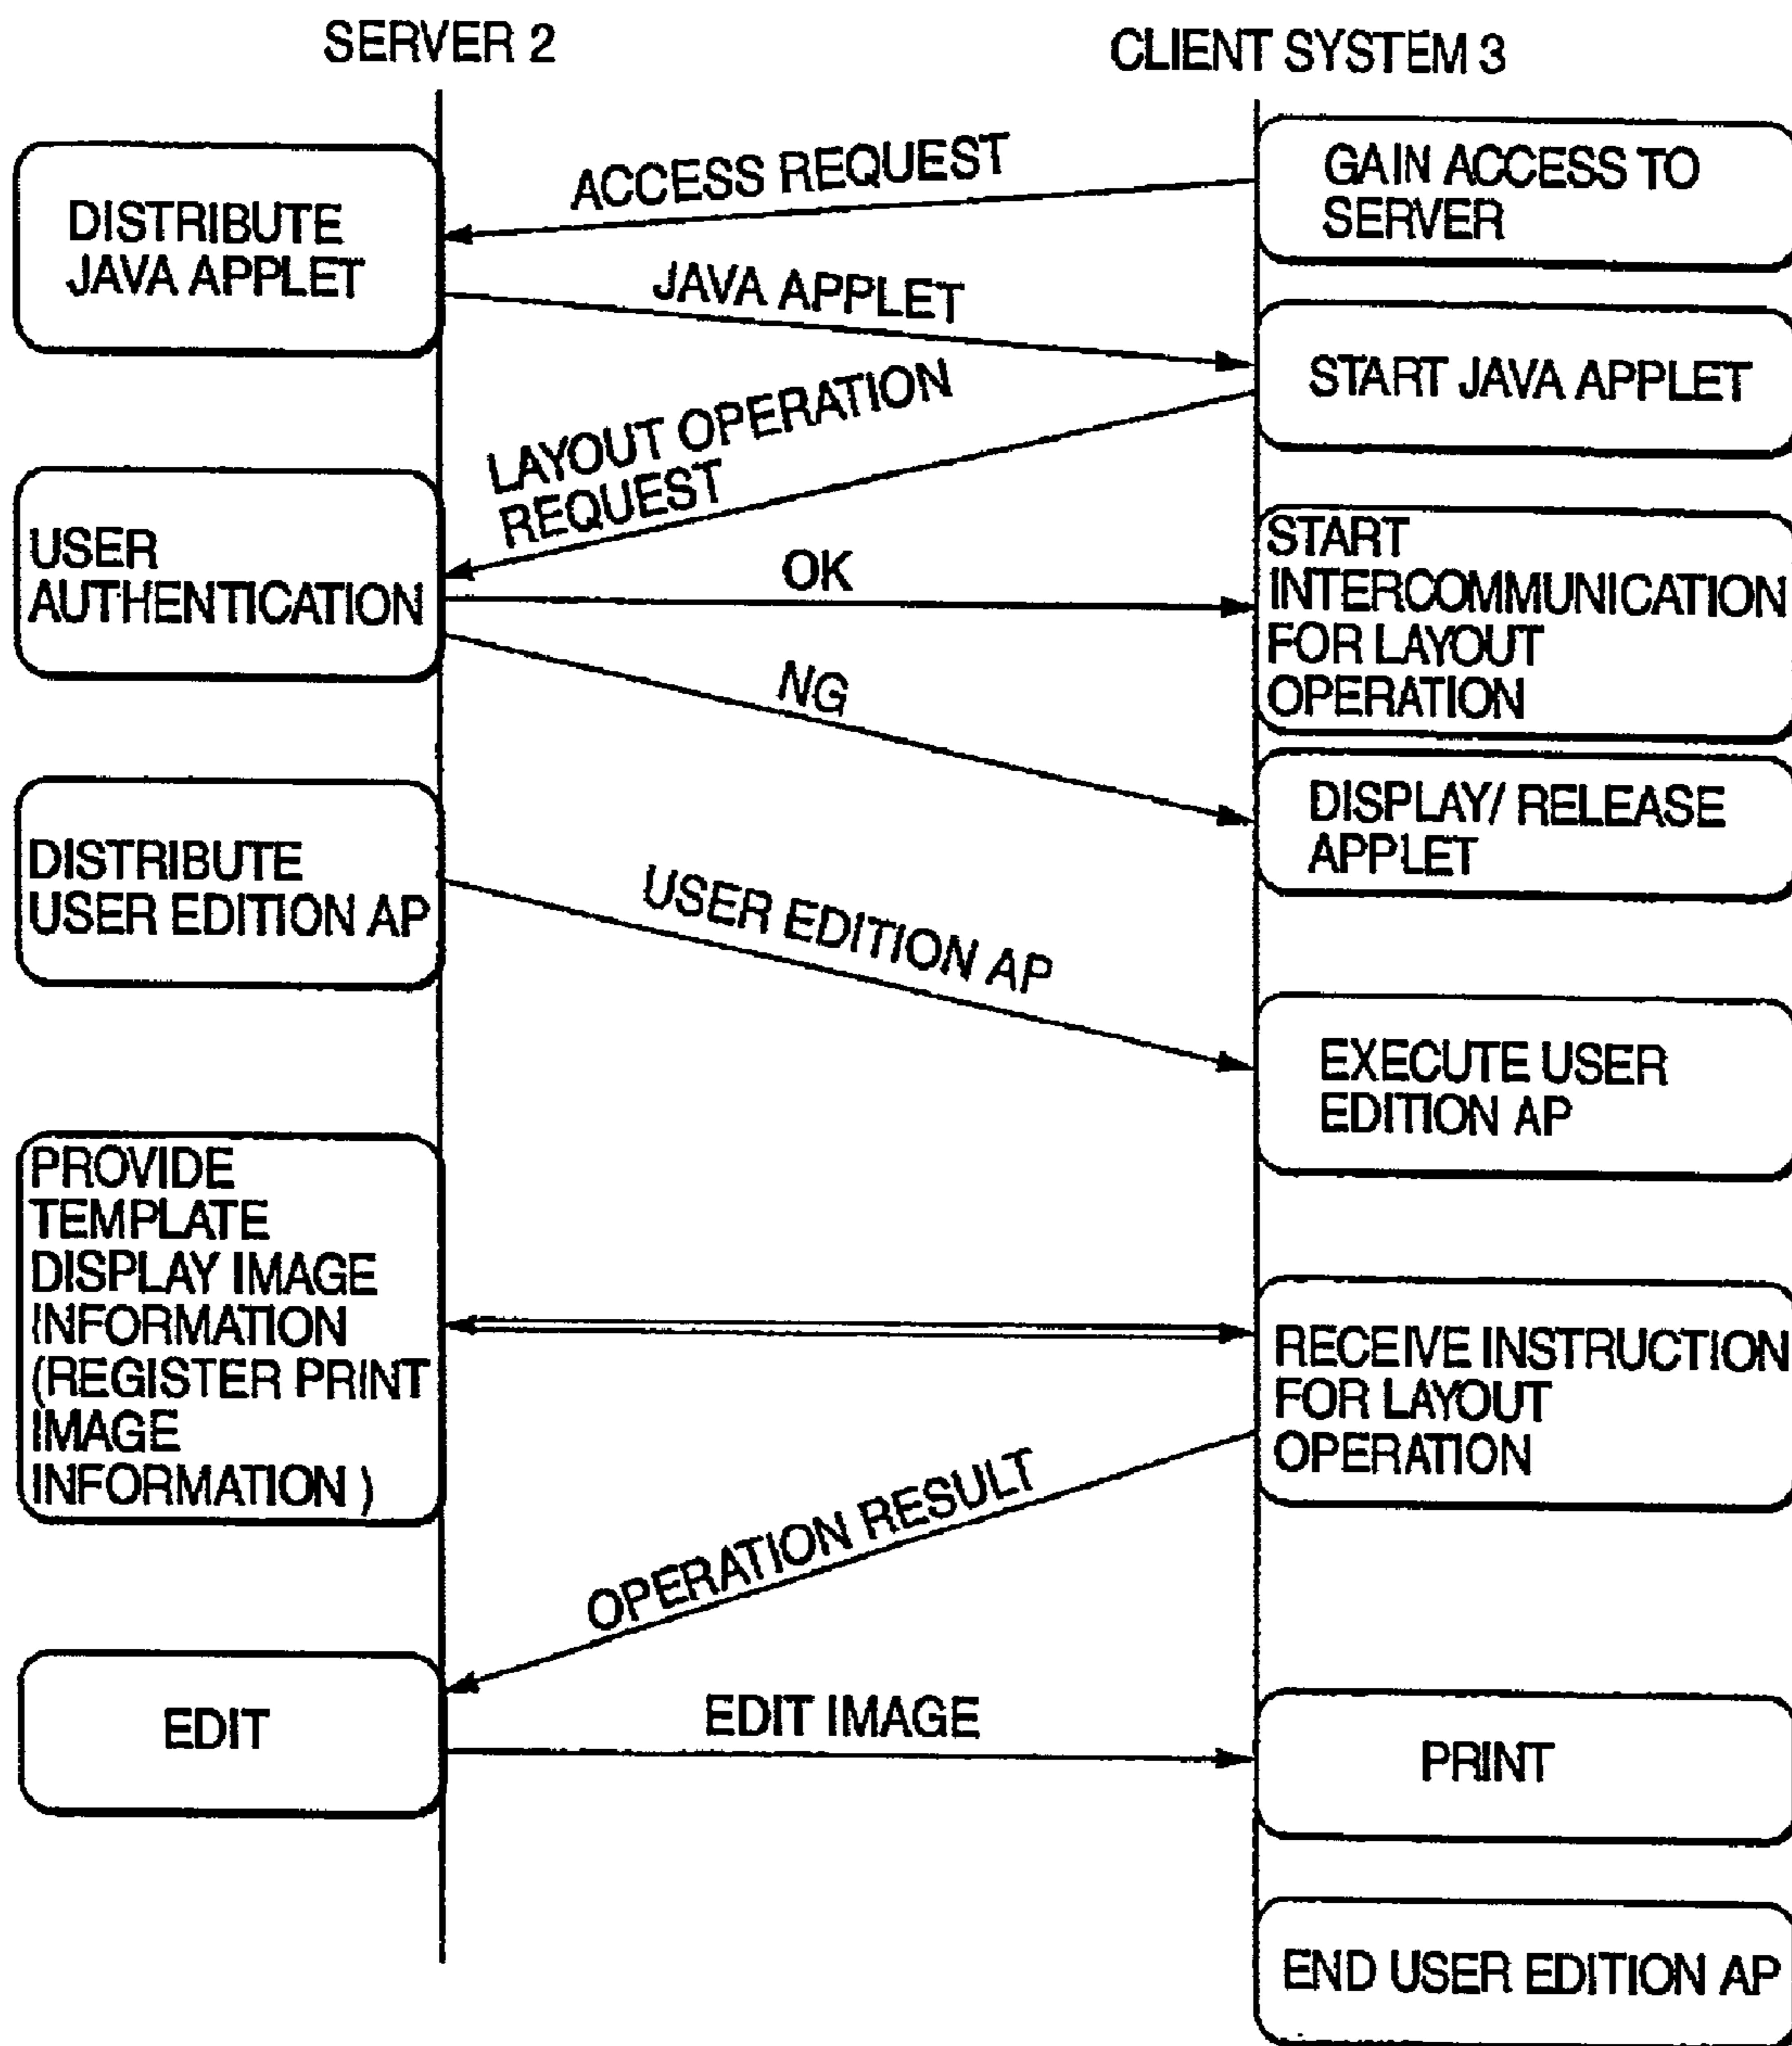 SERVER 2
CLIENT SYSTEM 3
GAIN ACCESS TO
SERVER
ACCESS REQUEST
DISTRIBUTE
JAVA APPLET
JAVA APPLET
START JAVA APPLET
LAYOUT OPERATION
REQUEST
USER
AUTHENTICATION
OK
START
INTERCOMMUNICATION
FOR LAYOUT
OPERATION
NG
DISPLAY/ RELEASE
APPLET
DISTRIBUTE
USER EDITION AP
USER EDITION AP
EXECUTE USER
EDITION AP
PROVIDE
TEMPLATE
DISPLAY IMAGE
INFORMATION
(REGISTER PRINT
IMAGE
INFORMATION )
RECEIVE INSTRUCTION
FOR LAYOUT
OPERATION
OPERATION RESULT
EDIT
EDIT IMAGE
PRINT
END USER EDITION AP